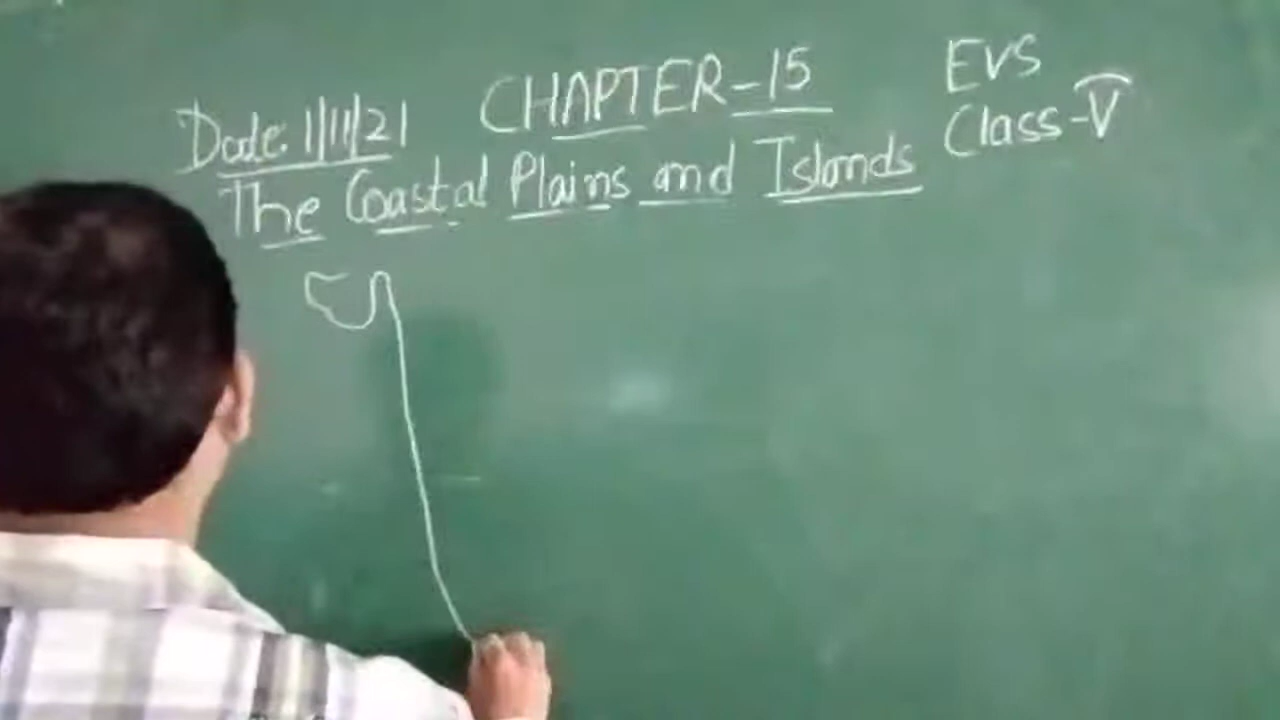 CHAPTER-15
EVS
Date. 1/11/21
Class-V
The Coastal Plains and Islands